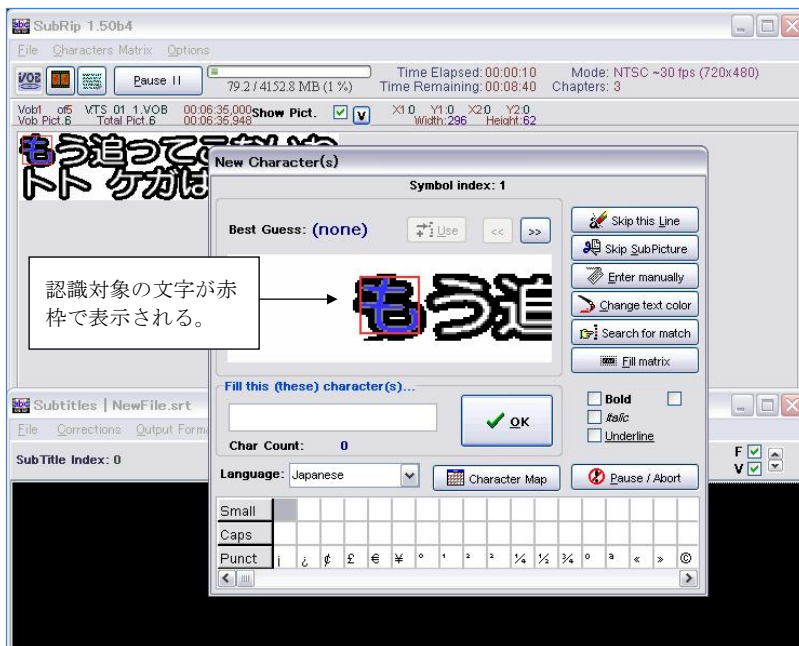 SubRip 1.50b4
File Characters Matrix Options
VOB Pause II 79.2 / 4152.8 MB (1 %) Time Elapsed: 00:00:10 Mode: NTSC ~30 fps (720x480)
Time Remaining: 00:08:40 Chapters: 3
Vob1 of5 VTS_01_1.VOB 00:06:35,000 Show Pict. V X1:0 Y1:0 X2:0 Y2:0
Vob Pict.6 Total Pict.6 00:06:35,948 Width:296 Height:62
もう追って
トト ケガは
New Character(s)
Symbol index: 1
Best Guess: (none) Use << >>
Skip this Line
Skip SubPicture
Enter manually
Change text color
Search for match
Fill matrix
もう追
認識対象の文字が赤
枠で表示される。
Fill this (these) character(s)...
OK
Char Count: 0
Bold
Italic
Underline
Language: Japanese Character Map Pause / Abort
Small
Caps
Punct ¡ ¿ ¢ £ € ¥ ° ¹ ² ² ¼ ½ ¾ º ª « » ©
Subtitles | NewFile.srt
File Corrections Output
SubTitle Index: 0
F
V